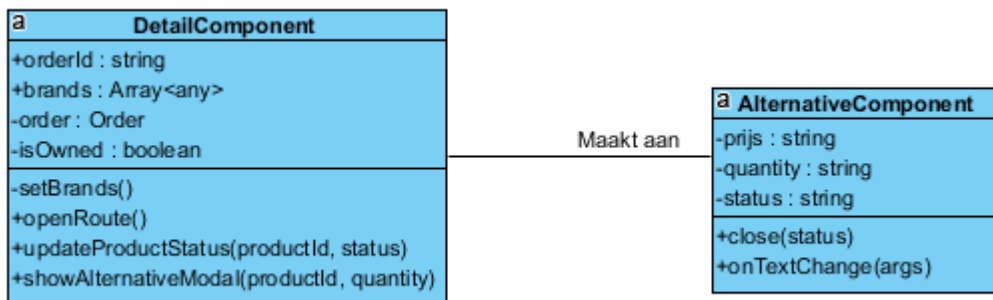 a
DetailComponent
+orderId : string
+brands : Array<any>
-order : Order
-isOwned : boolean
-setBrands()
+openRoute()
+updateProductStatus(productId, status)
+showAlternativeModal(productId, quantity)
Maakt aan
a
AlternativeComponent
-prijs : string
-quantity : string
-status : string
+close(status)
+onTextChange(args)